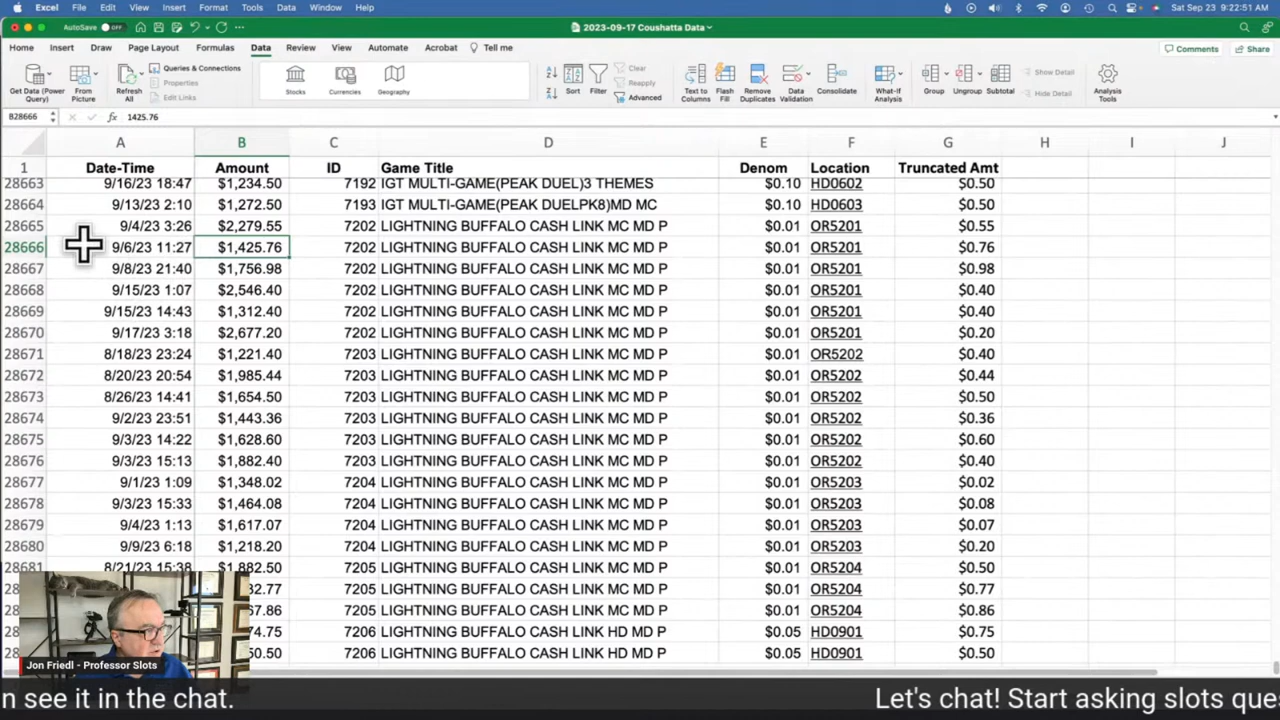 Excel File Edit View Insert Format Tools Data Window Help Sat Sep 23 9:22:51 AM
AutoSave OFF 2023-09-17 Coushatta Data
Home Insert Draw Page Layout Formulas Data Review View Automate Acrobat Tell me Comments Share
Get Data (Power Query) From Picture Refresh All Queries & Connections Properties Edit Links Stocks Currencies Geography Sort Filter Clear Reapply Advanced Text to Columns Flash Fill Remove Duplicates Data Validation Consolidate What-If Analysis Group Ungroup Subtotal Show Detail Hide Detail Analysis Tools
B28666 fx 1425.76
A B C D E F G H I J
1 Date-Time Amount ID Game Title Denom Location Truncated Amt
28663 9/16/23 18:47 $1,234.50 7192 IGT MULTI-GAME(PEAK DUEL)3 THEMES $0.10 HD0602 $0.50
28664 9/13/23 2:10 $1,272.50 7193 IGT MULTI-GAME(PEAK DUELPK8)MD MC $0.10 HD0603 $0.50
28665 9/4/23 3:26 $2,279.55 7202 LIGHTNING BUFFALO CASH LINK MC MD P $0.01 OR5201 $0.55
28666 9/6/23 11:27 $1,425.76 7202 LIGHTNING BUFFALO CASH LINK MC MD P $0.01 OR5201 $0.76
28667 9/8/23 21:40 $1,756.98 7202 LIGHTNING BUFFALO CASH LINK MC MD P $0.01 OR5201 $0.98
28668 9/15/23 1:07 $2,546.40 7202 LIGHTNING BUFFALO CASH LINK MC MD P $0.01 OR5201 $0.40
28669 9/15/23 14:43 $1,312.40 7202 LIGHTNING BUFFALO CASH LINK MC MD P $0.01 OR5201 $0.40
28670 9/17/23 3:18 $2,677.20 7202 LIGHTNING BUFFALO CASH LINK MC MD P $0.01 OR5201 $0.20
28671 8/18/23 23:24 $1,221.40 7203 LIGHTNING BUFFALO CASH LINK MC MD P $0.01 OR5202 $0.40
28672 8/20/23 20:54 $1,985.44 7203 LIGHTNING BUFFALO CASH LINK MC MD P $0.01 OR5202 $0.44
28673 8/26/23 14:41 $1,654.50 7203 LIGHTNING BUFFALO CASH LINK MC MD P $0.01 OR5202 $0.50
28674 9/2/23 23:51 $1,443.36 7203 LIGHTNING BUFFALO CASH LINK MC MD P $0.01 OR5202 $0.36
28675 9/3/23 14:22 $1,628.60 7203 LIGHTNING BUFFALO CASH LINK MC MD P $0.01 OR5202 $0.60
28676 9/3/23 15:13 $1,882.40 7203 LIGHTNING BUFFALO CASH LINK MC MD P $0.01 OR5202 $0.40
28677 9/1/23 1:09 $1,348.02 7204 LIGHTNING BUFFALO CASH LINK MC MD P $0.01 OR5203 $0.02
28678 9/3/23 15:33 $1,464.08 7204 LIGHTNING BUFFALO CASH LINK MC MD P $0.01 OR5203 $0.08
28679 9/4/23 1:13 $1,617.07 7204 LIGHTNING BUFFALO CASH LINK MC MD P $0.01 OR5203 $0.07
28680 9/9/23 6:18 $1,218.20 7204 LIGHTNING BUFFALO CASH LINK MC MD P $0.01 OR5203 $0.20
28681 8/21/23 15:38 $1,882.50 7205 LIGHTNING BUFFALO CASH LINK MC MD P $0.01 OR5204 $0.50
32.77 7205 LIGHTNING BUFFALO CASH LINK MC MD P $0.01 OR5204 $0.77
67.86 7205 LIGHTNING BUFFALO CASH LINK MC MD P $0.01 OR5204 $0.86
74.75 7206 LIGHTNING BUFFALO CASH LINK HD MD P $0.05 HD0901 $0.75
50.50 7206 LIGHTNING BUFFALO CASH LINK HD MD P $0.05 HD0901 $0.50
Jon Friedl - Professor Slots
n see it in the chat. Let's chat! Start asking slots que